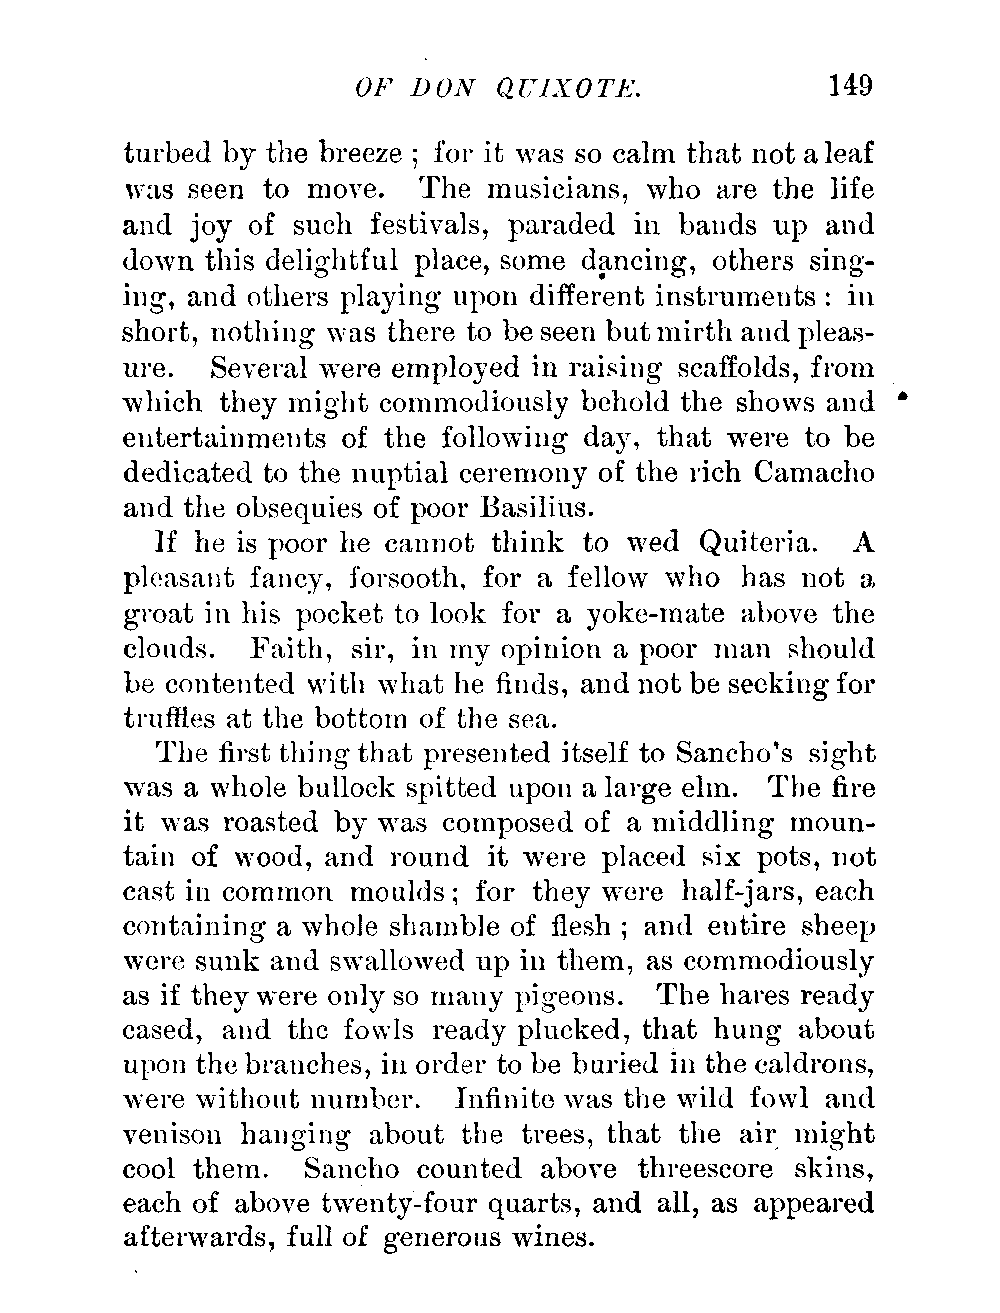 OF DON QUIXOTE. 149
turbed by the breeze ; for it was so calm that not a leaf
was seen to move. The musicians, who are the life
and joy of such festivals, paraded in bands up and
down this delightful place, some dancing, others sing-
ing, and others playing upon different instruments : in
short, nothing was there to be seen but mirth and pleas-
ure. Several were employed in raising scaffolds, from
which they might commodiously behold the shows and
entertainments of the following day, that were to be
dedicated to the nuptial ceremony of the rich Camacho
and the obsequies of poor Basilius.
If he is poor he cannot think to wed Quiteria. A
pleasant fancy, forsooth, for a fellow who has not a
groat in his pocket to look for a yoke-mate above the
clouds. Faith, sir, in my opinion a poor man should
be contented with what he finds, and not be seeking for
truffles at the bottom of the sea.
The first thing that presented itself to Sancho's sight
was a whole bullock spitted upon a large elm. The fire
it was roasted by was composed of a middling moun-
tain of wood, and round it were placed six pots, not
cast in common moulds ; for they were half-jars, each
containing a whole shamble of flesh ; and entire sheep
were sunk and swallowed up in them, as commodiously
as if they were only so many pigeons. The hares ready
cased, and the fowls ready plucked, that hung about
upon the branches, in order to be buried in the caldrons,
were without number. Infinite was the wild fowl and
venison hanging about the trees, that the air might
cool them. Sancho counted above threescore skins,
each of above twenty-four quarts, and all, as appeared
afterwards, full of generous wines.